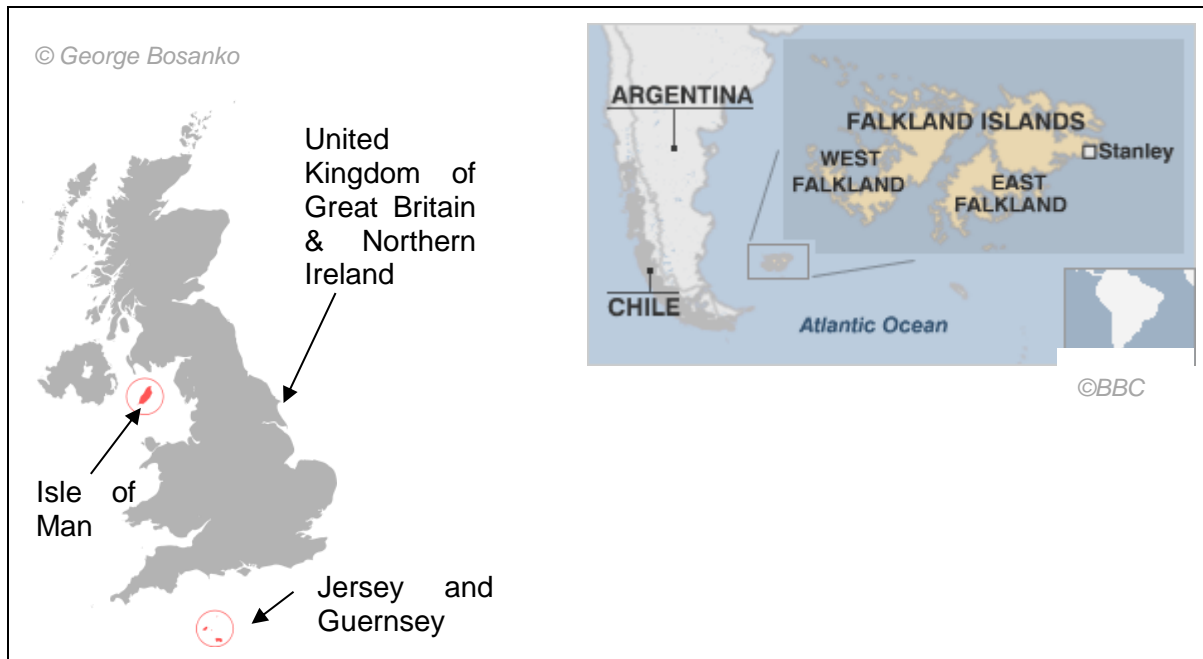 © George Bosanko
United
Kingdom of
Great Britain
& Northern
Ireland
Isle of
Man
Jersey and
Guernsey
ARGENTINA
FALKLAND ISLANDS
WEST
FALKLAND
EAST
FALKLAND
Stanley
CHILE
Atlantic Ocean
©BBC